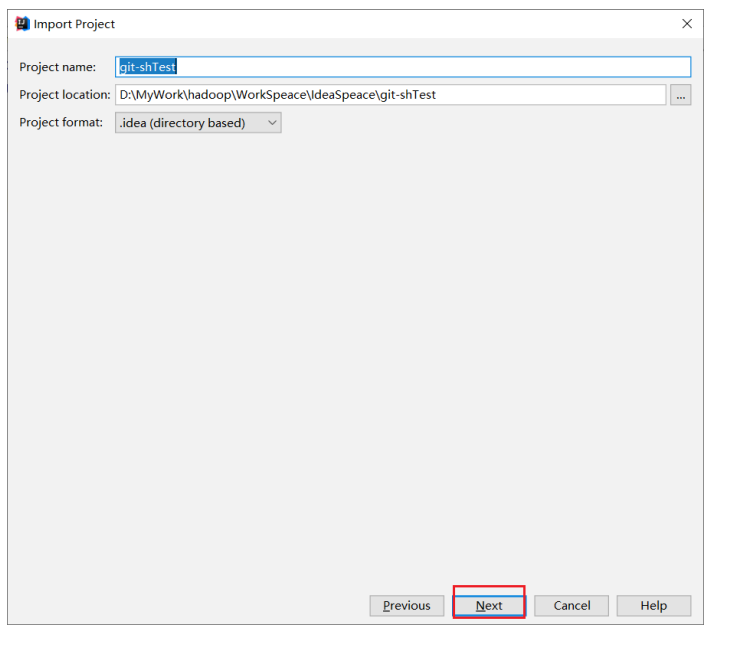 Import Project
Project name: git-shTest
Project location: D:\MyWork\hadoop\WorkSpeace\IdeaSpeace\git-shTest ...
Project format: .idea (directory based)
Previous Next Cancel Help